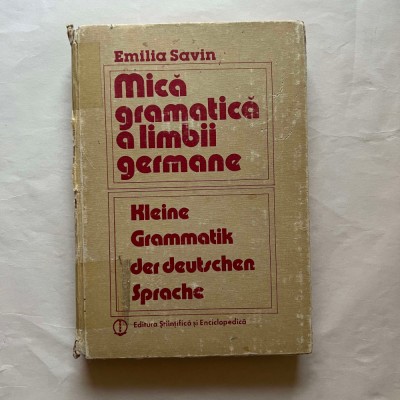 Emilia Savin
Mică
gramatică
a limbii
germane
Kleine
Grammatik
der deutschen
Sprache
Editura Științifică și Enciclopedică